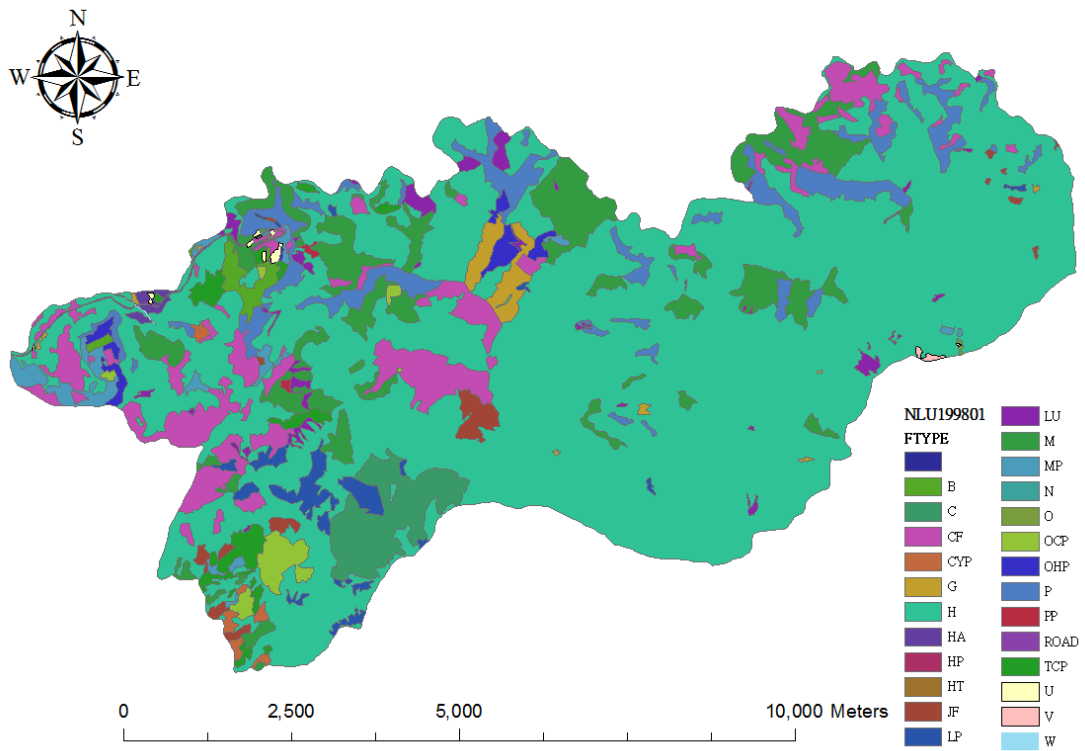 N
W E
S
NLU199801
FTYPE
B
C
CF
CYP
G
H
HA
HP
HT
JF
LP
LU
M
MP
N
O
OCP
OHP
P
PP
ROAD
TCP
U
V
W
0 2,500 5,000 10,000 Meters